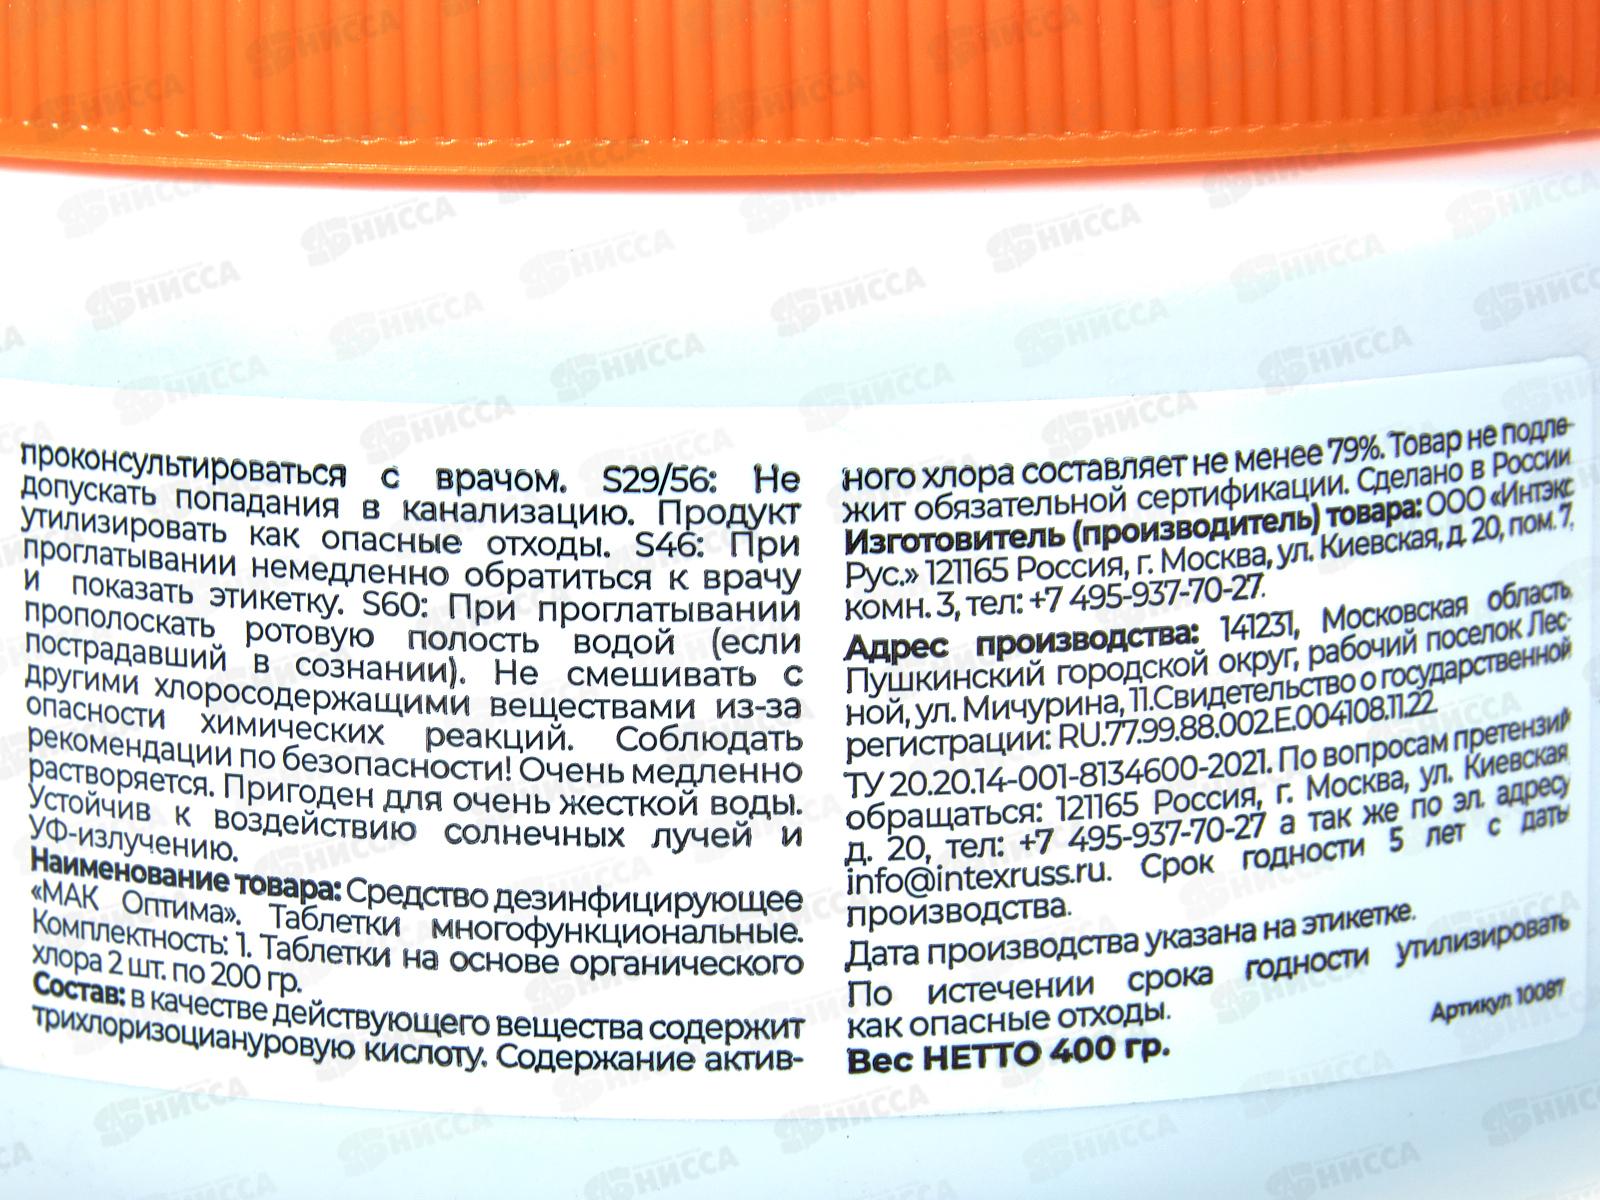 проконсультироваться с врачом. S29/56: Не
допускать попадания в канализацию. Продукт
утилизировать как опасные отходы. S46: При
проглатывании немедленно обратиться к врачу
и показать этикетку. S60: При проглатывании
прополоскать ротовую полость водой (если
пострадавший в сознании). Не смешивать с
другими хлоросодержащими веществами из-за
опасности химических реакций. Соблюдать
рекомендации по безопасности! Очень медленно
растворяется. Пригоден для очень жесткой воды.
Устойчив к воздействию солнечных лучей и
УФ-излучению.
Наименование товара: Средство дезинфицирующее
«МАК Оптима». Таблетки многофункциональные.
Комплектность: 1. Таблетки на основе органического
хлора 2 шт. по 200 гр.
Состав: в качестве действующего вещества содержит
трихлоризоциануровую кислоту. Содержание актив-
ного хлора составляет не менее 79%. Товар не подле-
жит обязательной сертификации. Сделано в России
Изготовитель (производитель) товара: ООО «Интэкс
Рус.» 121165 Россия, г. Москва, ул. Киевская, д. 20, пом. 7,
комн. 3, тел: +7 495-937-70-27.
Адрес производства: 141231, Московская область,
Пушкинский городской округ, рабочий поселок Лес-
ной, ул. Мичурина, 11.Свидетельство о государственной
регистрации: RU.77.99.88.002.E.004108.11.22
ТУ 20.20.14-001-8134600-2021. По вопросам претензий
обращаться: 121165 Россия, г. Москва, ул. Киевская
д. 20, тел: +7 495-937-70-27 а так же по эл. адресу
info@intexruss.ru. Срок годности 5 лет с даты
производства.
Дата производства указана на этикетке.
По истечении срока годности утилизировать
как опасные отходы.
Артикул 10087
Вес НЕТТО 400 гр.